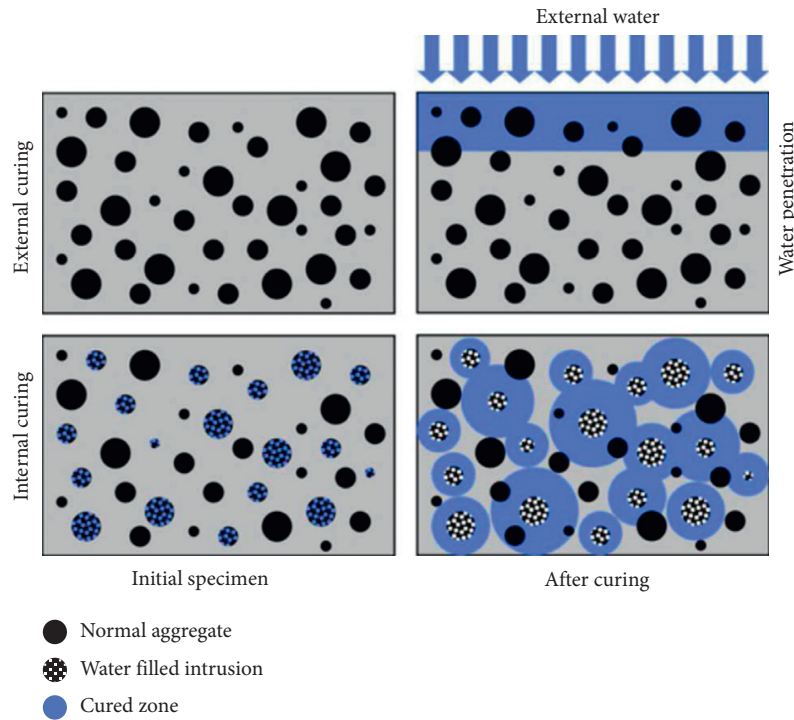 External water
External curing
Water penetration
Internal curing
Initial specimen
After curing
Normal aggregate
Water filled intrusion
Cured zone